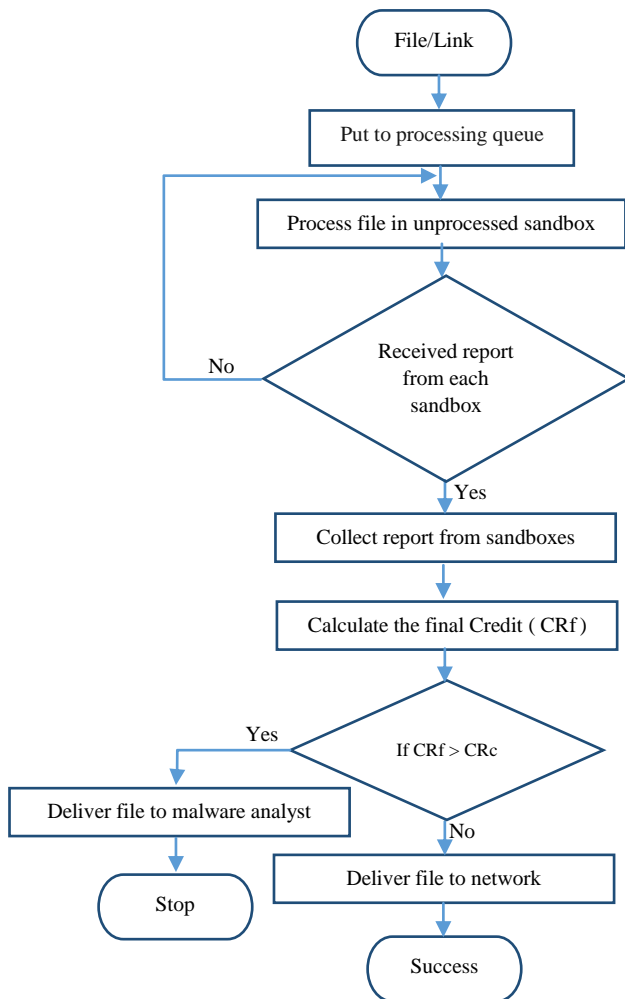 File/Link
Put to processing queue
Process file in unprocessed sandbox
Received report
from each
sandbox
No
Yes
Collect report from sandboxes
Calculate the final Credit ( CRf )
If CRf > CRc
Yes
Deliver file to malware analyst
No
Deliver file to network
Stop
Success